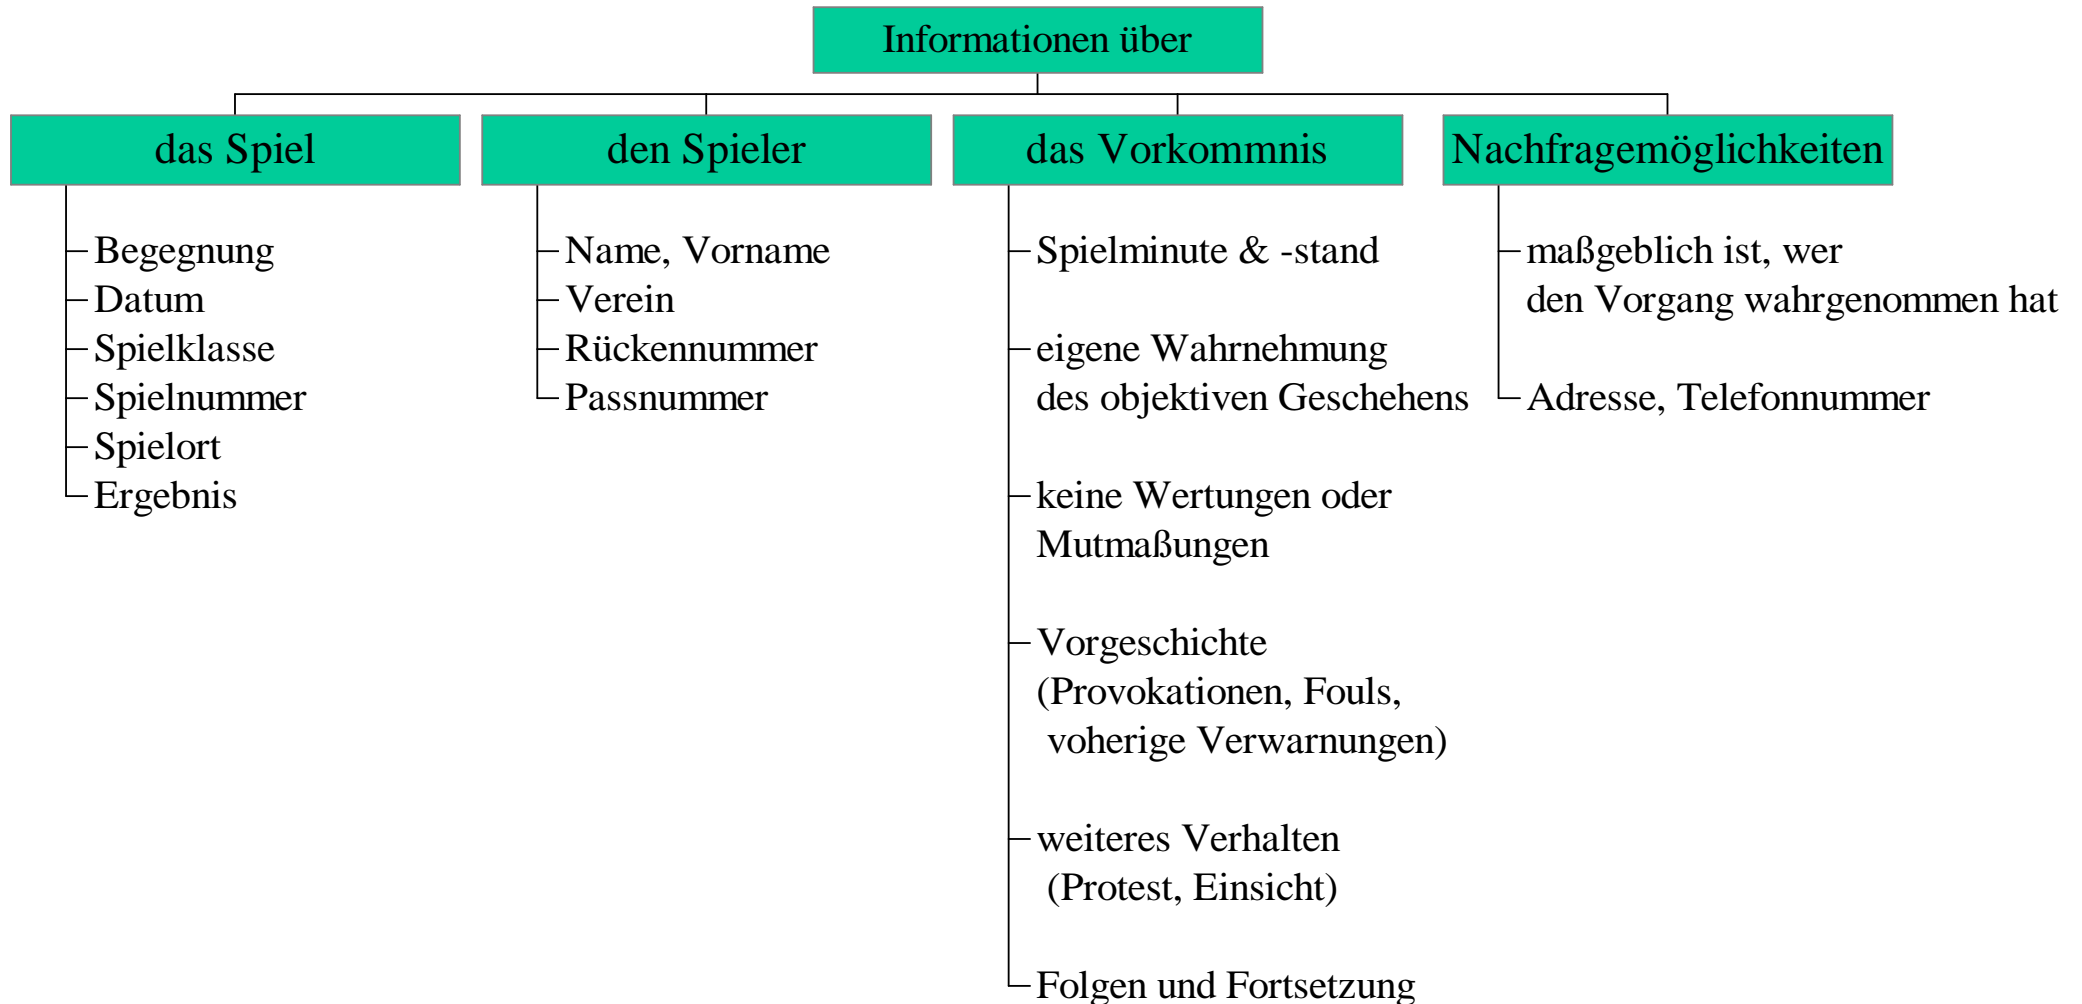 Informationen über
das Spiel
Begegnung
Datum
Spielklasse
Spielnummer
Spielort
Ergebnis
den Spieler
Name, Vorname
Verein
Rückennummer
Passnummer
das Vorkommnis
Spielminute & -stand
eigene Wahrnehmung
des objektiven Geschehens
keine Wertungen oder
Mutmaßungen
Vorgeschichte
(Provokationen, Fouls,
voherige Verwarnungen)
weiteres Verhalten
(Protest, Einsicht)
Folgen und Fortsetzung
Nachfragemöglichkeiten
maßgeblich ist, wer
den Vorgang wahrgenommen hat
Adresse, Telefonnummer